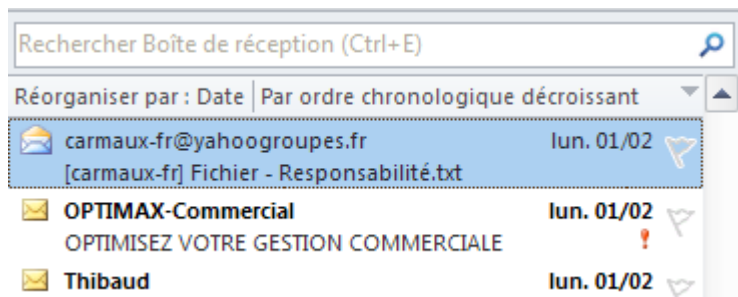 Rechercher Boîte de réception (Ctrl+E)
Réorganiser par : Date Par ordre chronologique décroissant
carmaux-fr@yahoogroupes.fr lun. 01/02
[carmaux-fr] Fichier - Responsabilité.txt
OPTIMAX-Commercial lun. 01/02
OPTIMISEZ VOTRE GESTION COMMERCIALE
Thibaud lun. 01/02